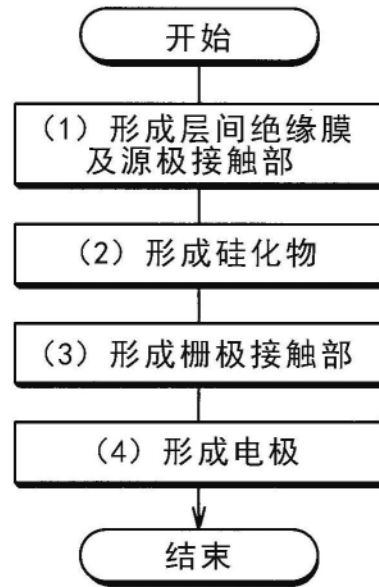 开始
(1) 形成层间绝缘膜
及源极接触部
(2) 形成硅化物
(3) 形成栅极接触部
(4) 形成电极
结束